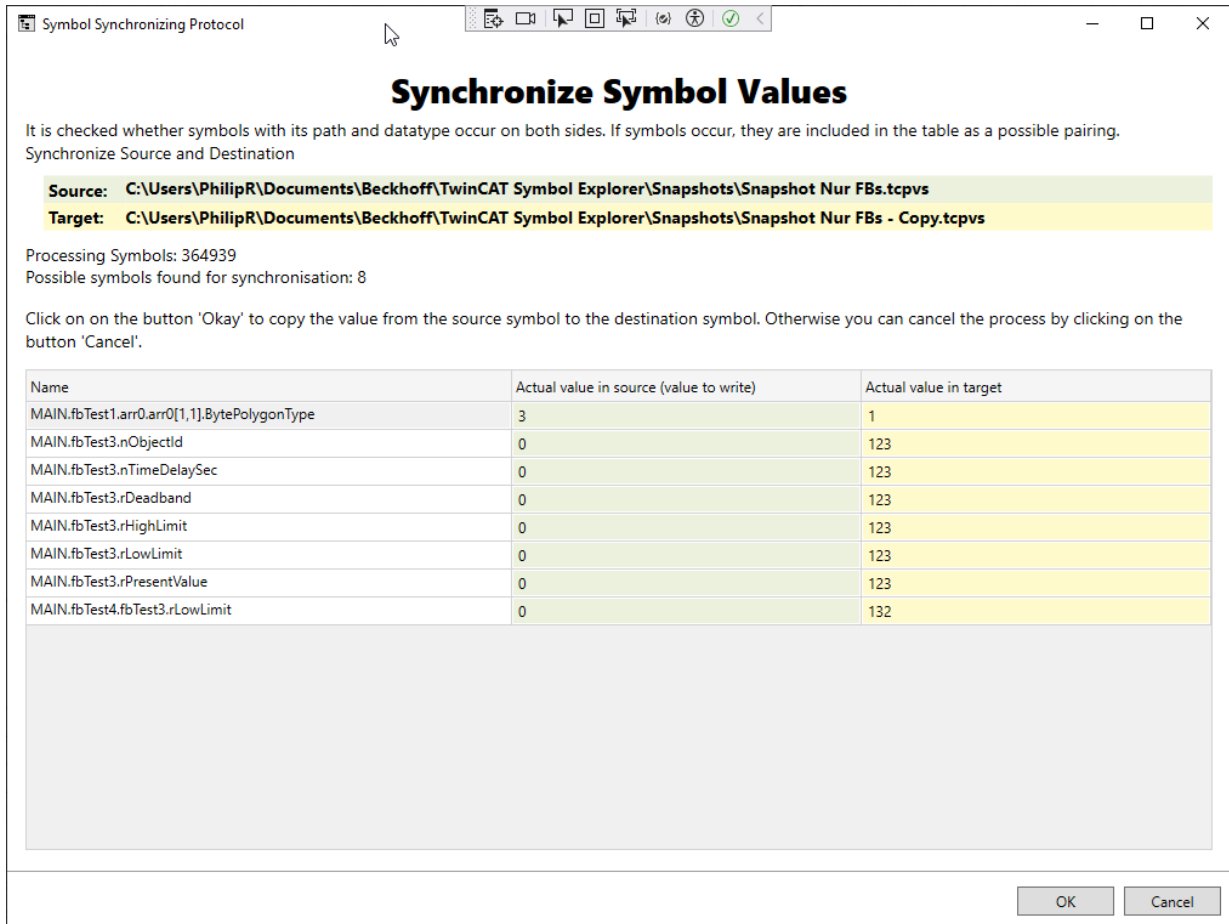 Symbol Synchronizing Protocol
Synchronize Symbol Values
It is checked whether symbols with its path and datatype occur on both sides. If symbols occur, they are included in the table as a possible pairing.
Synchronize Source and Destination
Source: C:\Users\PhilipR\Documents\Beckhoff\TwinCAT Symbol Explorer\Snapshots\Snapshot Nur FBs.tcpvs
Target: C:\Users\PhilipR\Documents\Beckhoff\TwinCAT Symbol Explorer\Snapshots\Snapshot Nur FBs - Copy.tcpvs
Processing Symbols: 364939
Possible symbols found for synchronisation: 8
Click on on the button 'Okay' to copy the value from the source symbol to the destination symbol. Otherwise you can cancel the process by clicking on the
button 'Cancel'.
Name Actual value in source (value to write) Actual value in target
MAIN.fbTest1.arr0.arr0[1,1].BytePolygonType 3 1
MAIN.fbTest3.nObjectId 0 123
MAIN.fbTest3.nTimeDelaySec 0 123
MAIN.fbTest3.rDeadband 0 123
MAIN.fbTest3.rHighLimit 0 123
MAIN.fbTest3.rLowLimit 0 123
MAIN.fbTest3.rPresentValue 0 123
MAIN.fbTest4.fbTest3.rLowLimit 0 132
OK Cancel